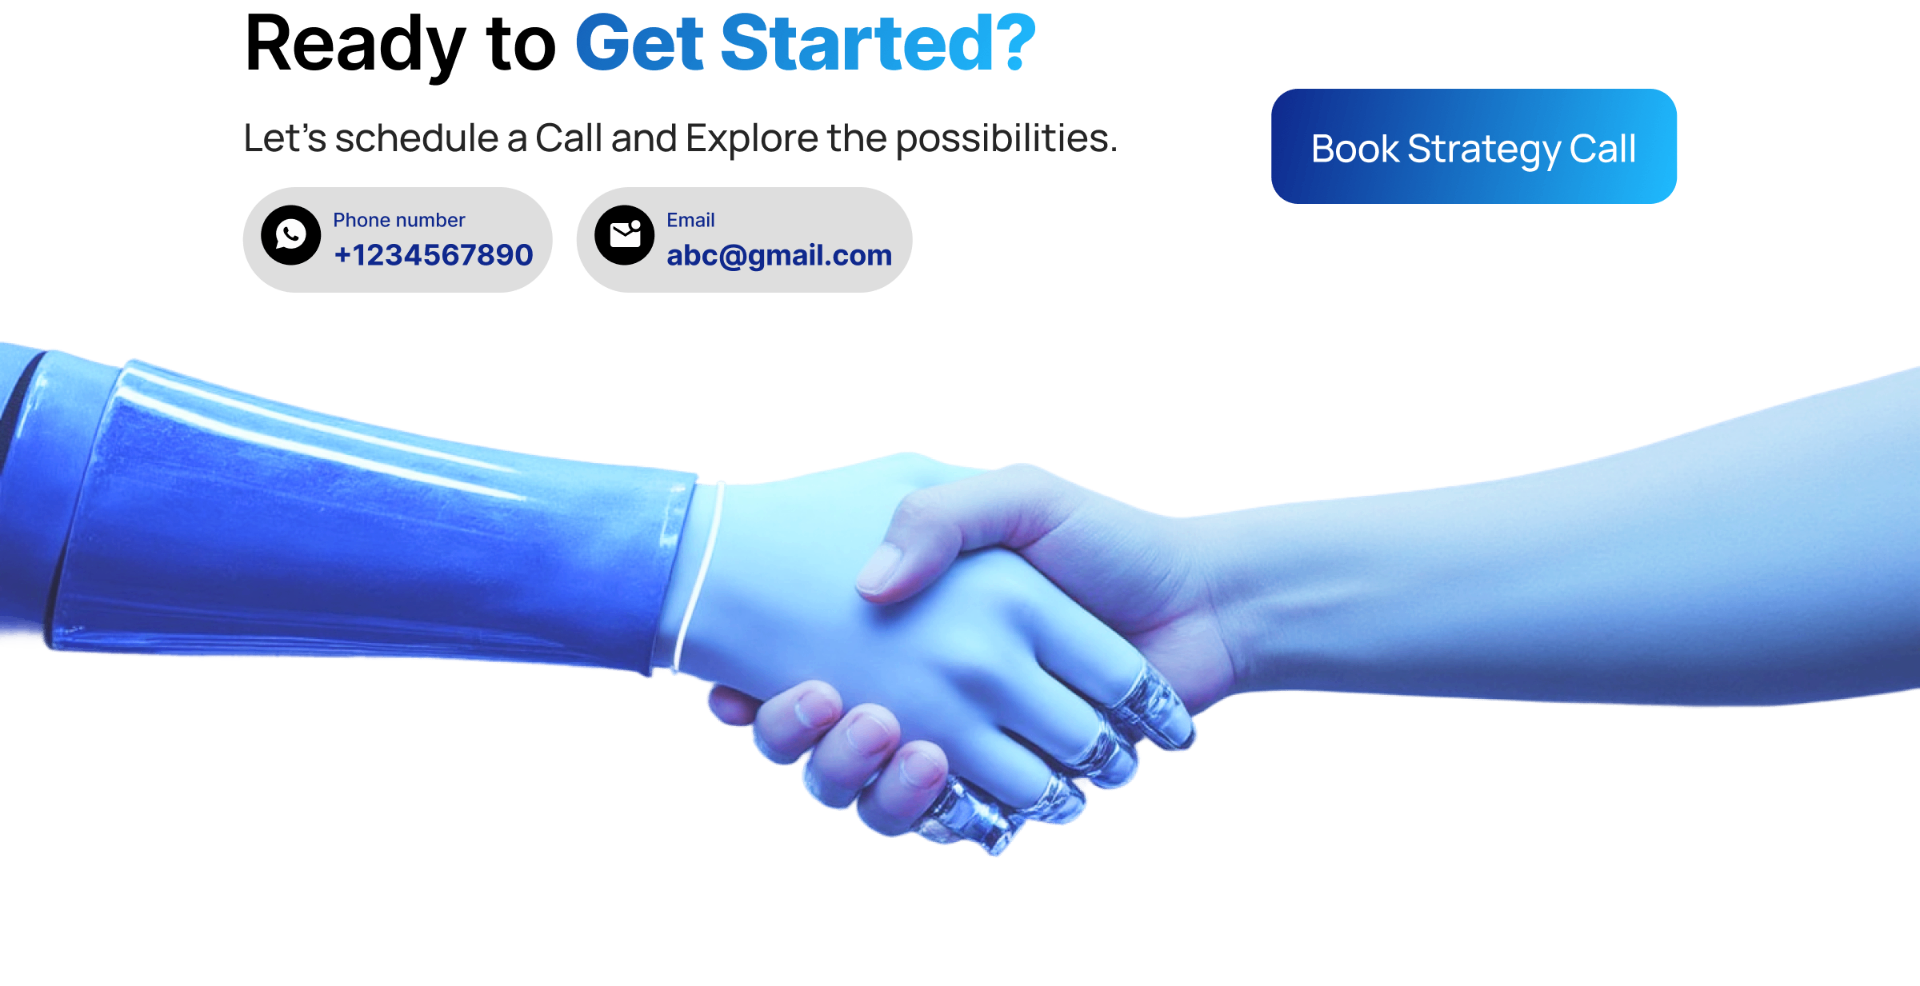 Ready to Get Started?
Let's schedule a Call and Explore the possibilities.
Book Strategy Call
Phone number
+1234567890
Email
abc@gmail.com